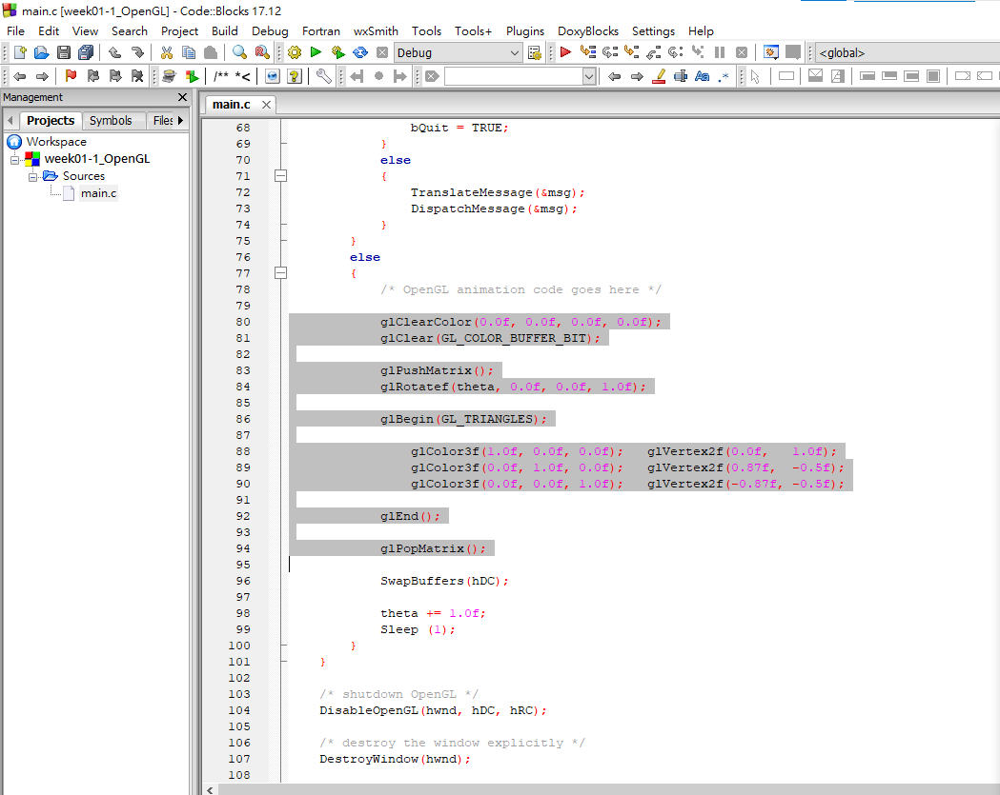 main.c [week01-1_OpenGL] - Code::Blocks 17.12
File Edit View Search Project Build Debug Fortran wxSmith Tools Tools+ Plugins DoxyBlocks Settings Help
Debug <global>
/** *< Aa .*
Management
Projects Symbols Files
main.c
Workspace
week01-1_OpenGL
Sources
main.c
68 bQuit = TRUE;
69 }
70 else
71 {
72 TranslateMessage(&msg);
73 DispatchMessage(&msg);
74 }
75 }
76 else
77 {
78 /* OpenGL animation code goes here */
79
80 glClearColor(0.0f, 0.0f, 0.0f, 0.0f);
81 glClear(GL_COLOR_BUFFER_BIT);
82
83 glPushMatrix();
84 glRotatef(theta, 0.0f, 0.0f, 1.0f);
85
86 glBegin(GL_TRIANGLES);
87
88 glColor3f(1.0f, 0.0f, 0.0f); glVertex2f(0.0f, 1.0f);
89 glColor3f(0.0f, 1.0f, 0.0f); glVertex2f(0.87f, -0.5f);
90 glColor3f(0.0f, 0.0f, 1.0f); glVertex2f(-0.87f, -0.5f);
91
92 glEnd();
93
94 glPopMatrix();
95
96 SwapBuffers(hDC);
97
98 theta += 1.0f;
99 Sleep (1);
100 }
101 }
102
103 /* shutdown OpenGL */
104 DisableOpenGL(hwnd, hDC, hRC);
105
106 /* destroy the window explicitly */
107 DestroyWindow(hwnd);
108